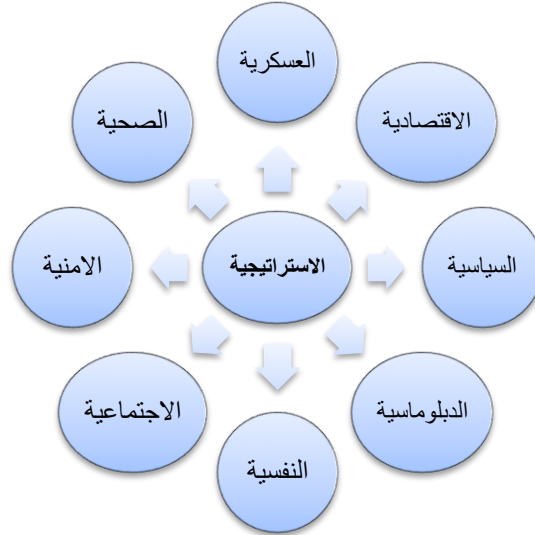 العسكرية
الاقتصادية
الصحية
السياسية
الاستراتيجية
الامنية
الدبلوماسية
الاجتماعية
النفسية